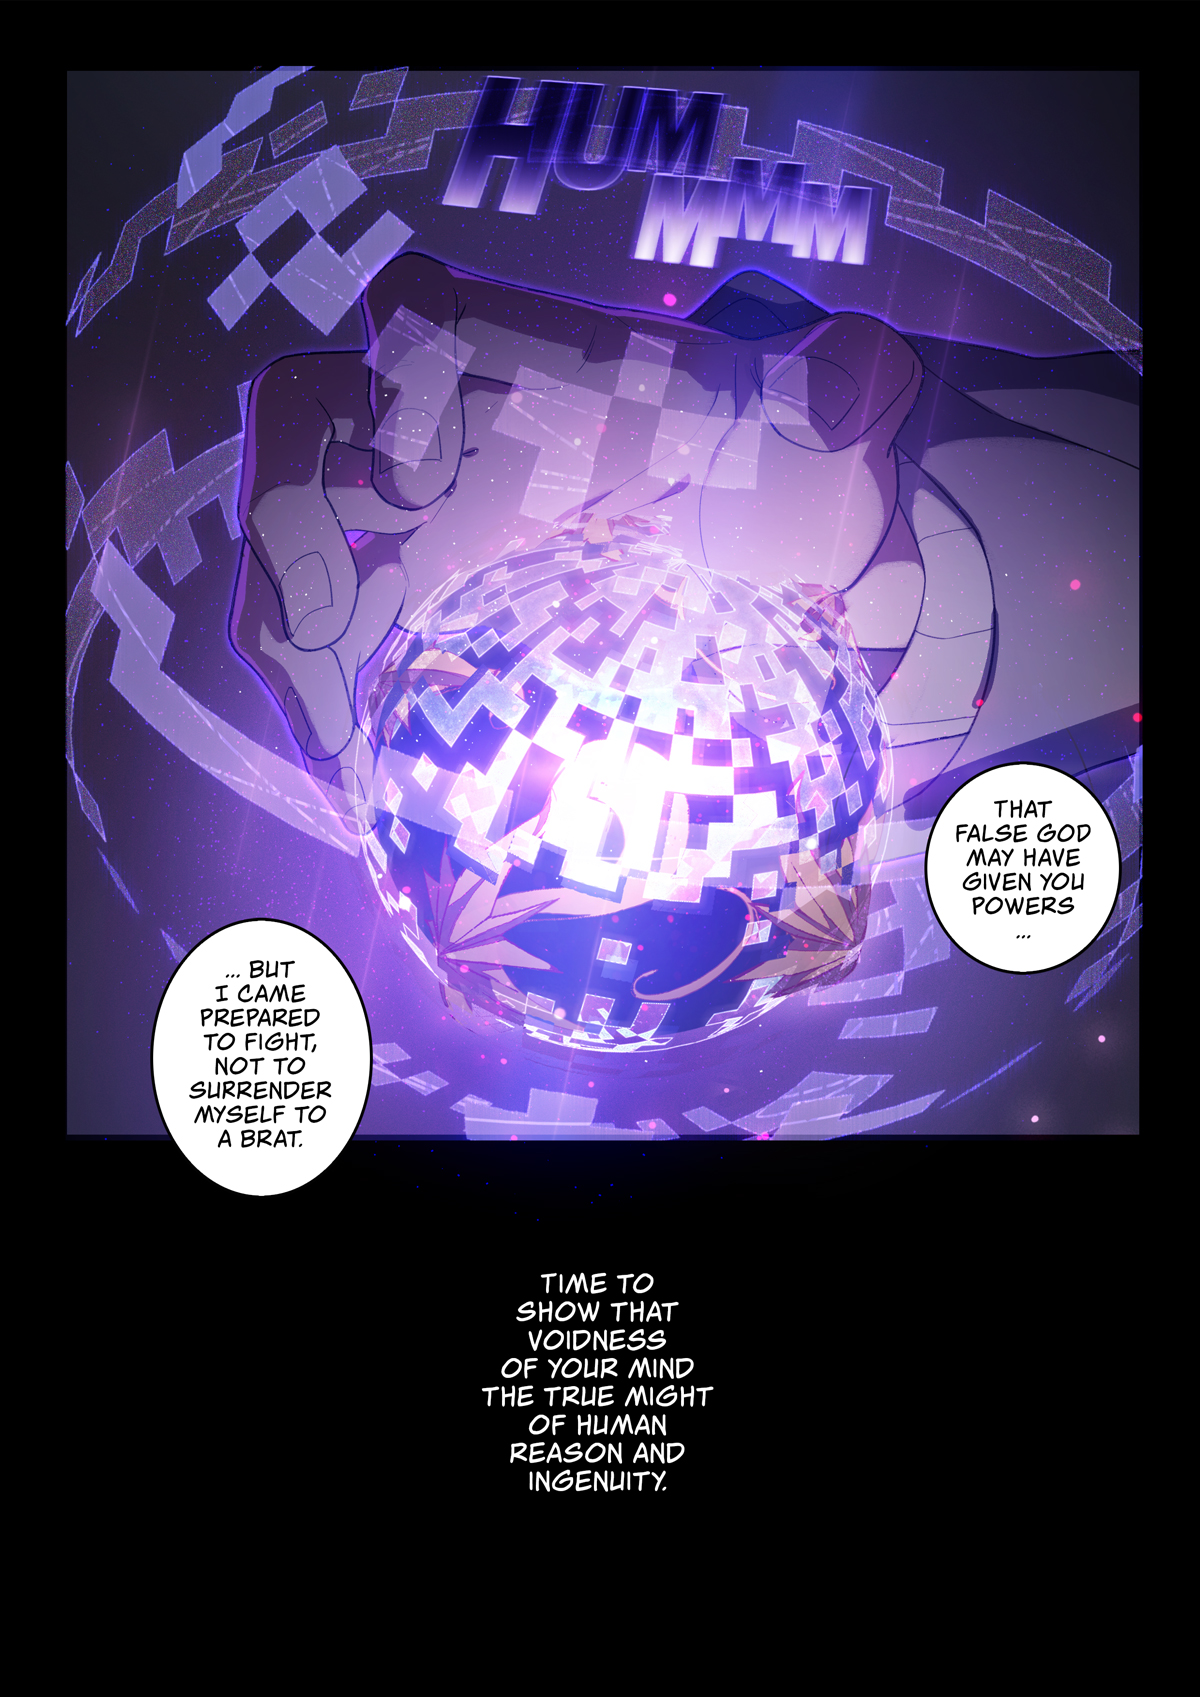 HUM
MMM
THAT
FALSE GOD
MAY HAVE
GIVEN YOU
POWERS
...
... BUT
I CAME
PREPARED
TO FIGHT,
NOT TO
SURRENDER
MYSELF TO
A BRAT.
TIME TO
SHOW THAT
VOIDNESS
OF YOUR MIND
THE TRUE MIGHT
OF HUMAN
REASON AND
INGENUITY.